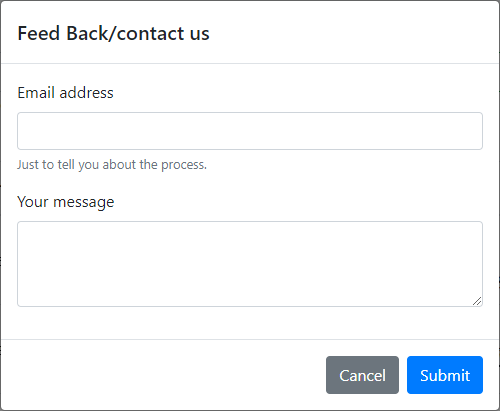 Feed Back/contact us
Email address
Just to tell you about the process.
Your message
Cancel Submit